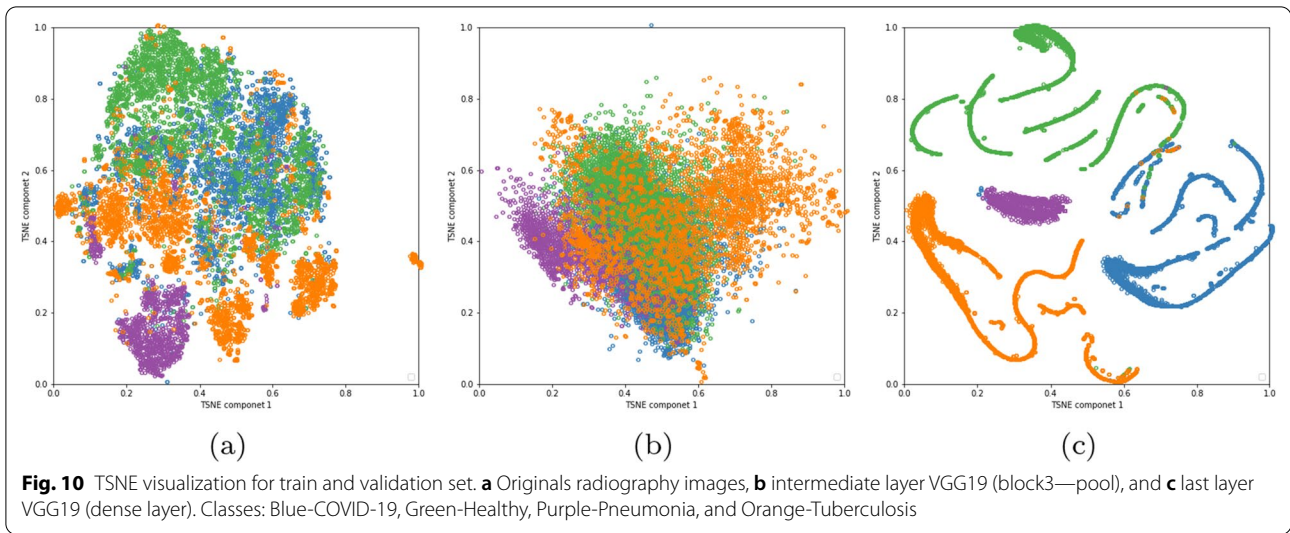 1.0
0.8
0.6
0.4
0.2
0.0
TSNE componet 2
0.0 0.2 0.4 0.6 0.8 1.0
TSNE componet 1
(a)
1.0
0.8
0.6
0.4
0.2
0.0
TSNE componet 2
0.0 0.2 0.4 0.6 0.8 1.0
TSNE componet 1
(b)
1.0
0.8
0.6
0.4
0.2
0.0
TSNE componet 2
0.0 0.2 0.4 0.6 0.8 1.0
TSNE componet 1
(c)
Fig. 10 TSNE visualization for train and validation set. a Originals radiography images, b intermediate layer VGG19 (block3—pool), and c last layer
VGG19 (dense layer). Classes: Blue-COVID-19, Green-Healthy, Purple-Pneumonia, and Orange-Tuberculosis